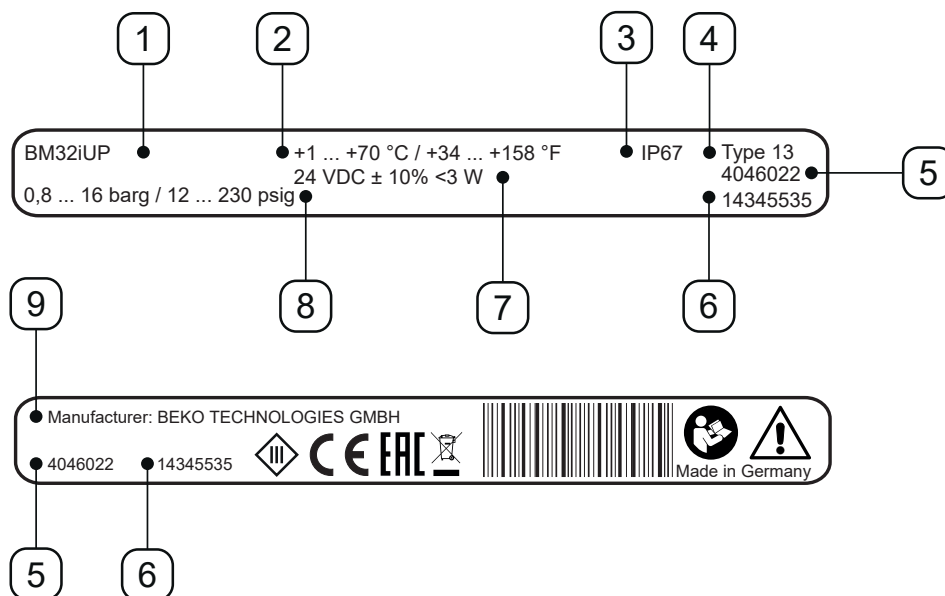 1 2 3 4
BM32iUP +1 ... +70 °C / +34 ... +158 °F IP67 Type 13
24 VDC ± 10% <3 W 4046022 5
0,8 ... 16 barg / 12 ... 230 psig 14345535
9 8 7 6
Manufacturer: BEKO TECHNOLOGIES GMBH
4046022 14345535 III CE EAC
Made in Germany
5 6